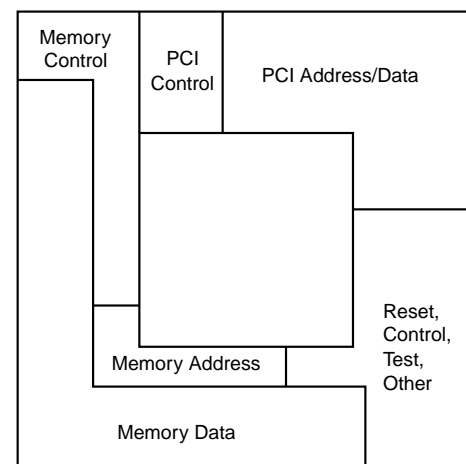 Memory
Control
PCI
Control
PCI Address/Data
Reset,
Control,
Test,
Other
Memory Address
Memory Data